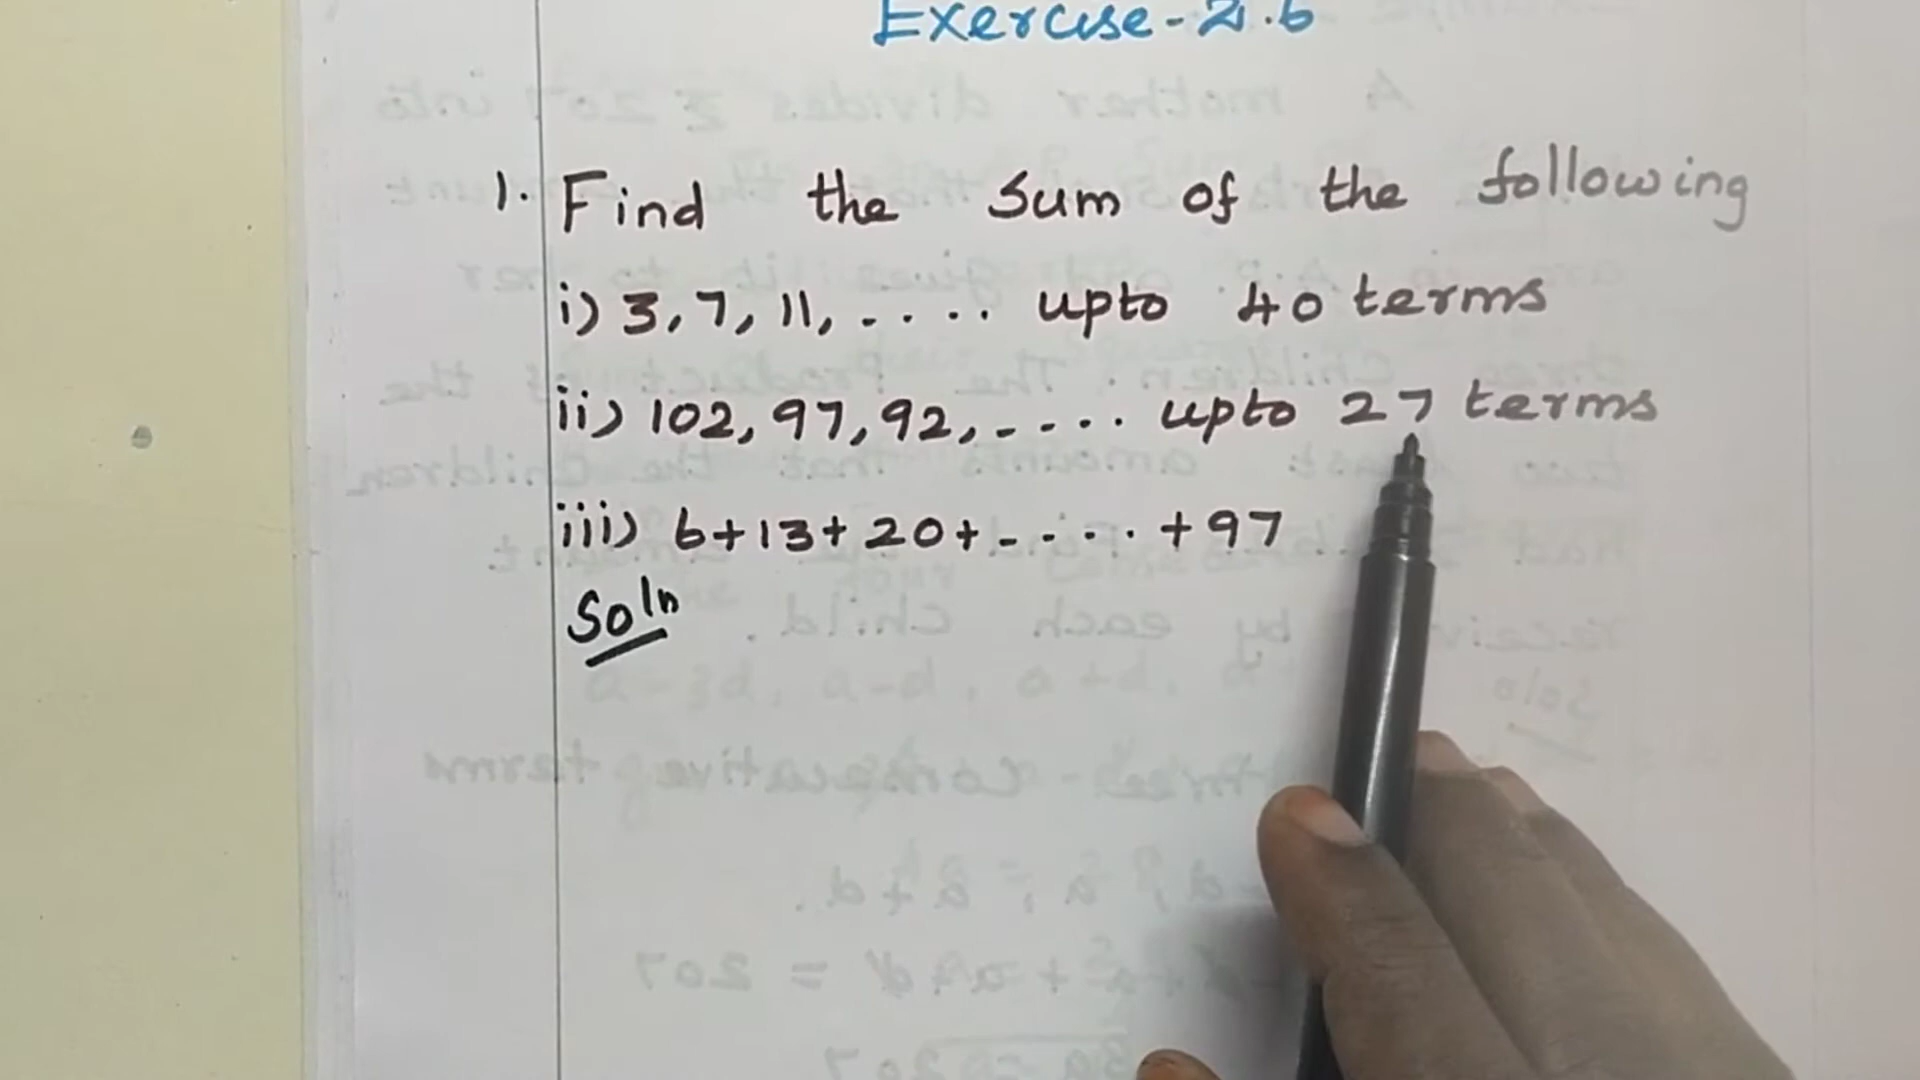 Exercise-2.6
1. Find the Sum of the following
i) 3, 7, 11, ..... upto 40 terms
ii) 102, 97, 92, ..... upto 27 terms
iii) 6+13+20+.....+97
Soln